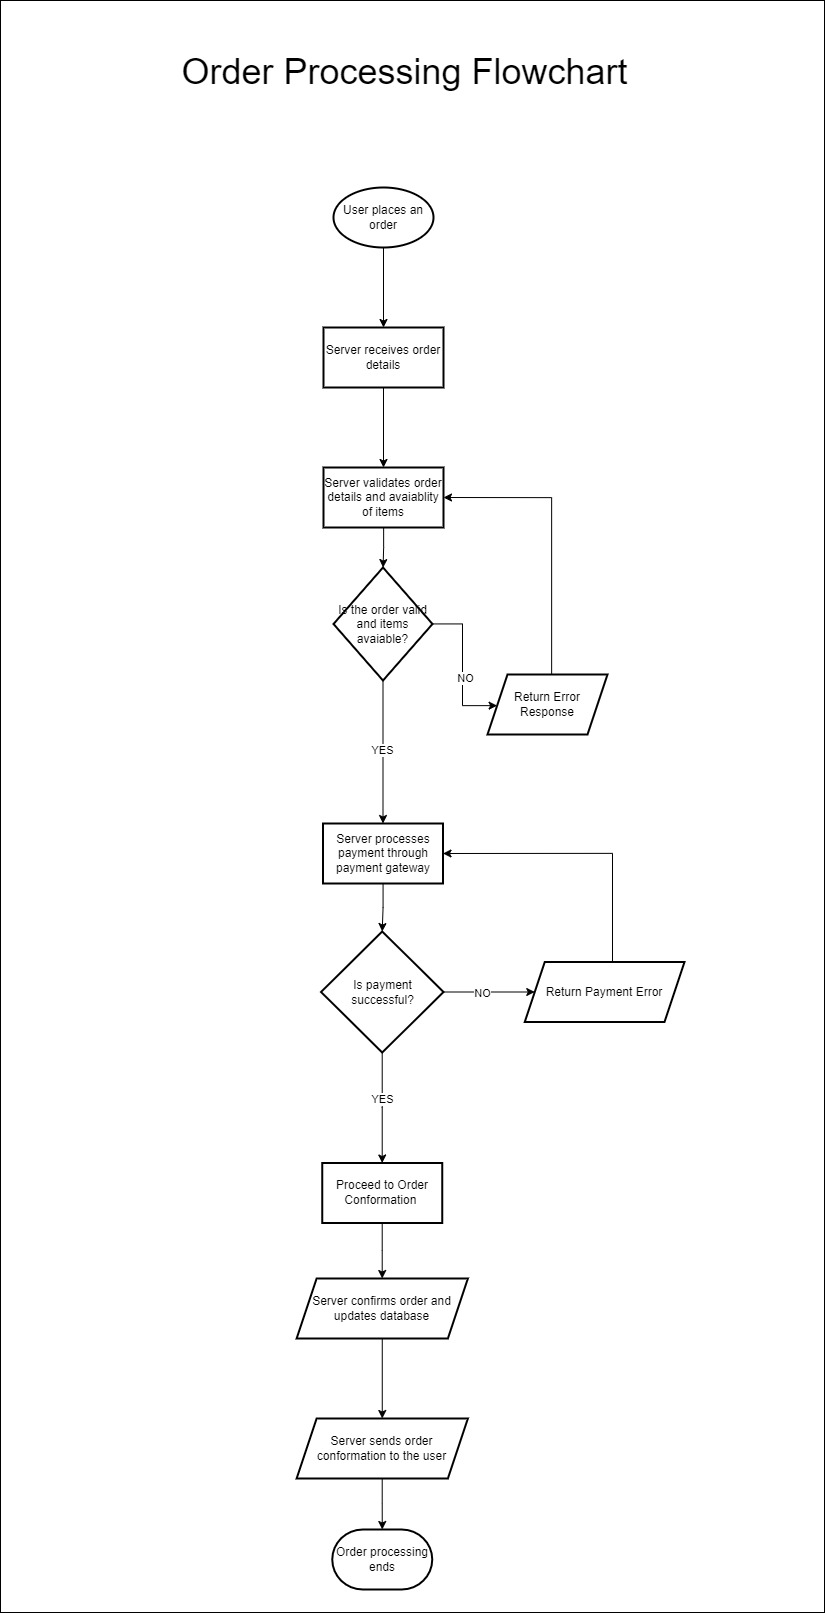 Order Processing Flowchart
User places an
order
Server receives order
details
Server validates order
details and avaiablity
of items
Is the order valid
and items
avaiable?
NO
Return Error
Response
YES
Server processes
payment through
payment gateway
Is payment
successful?
NO
Return Payment Error
YES
Proceed to Order
Conformation
Server confirms order and
updates database
Server sends order
conformation to the user
Order processing
ends